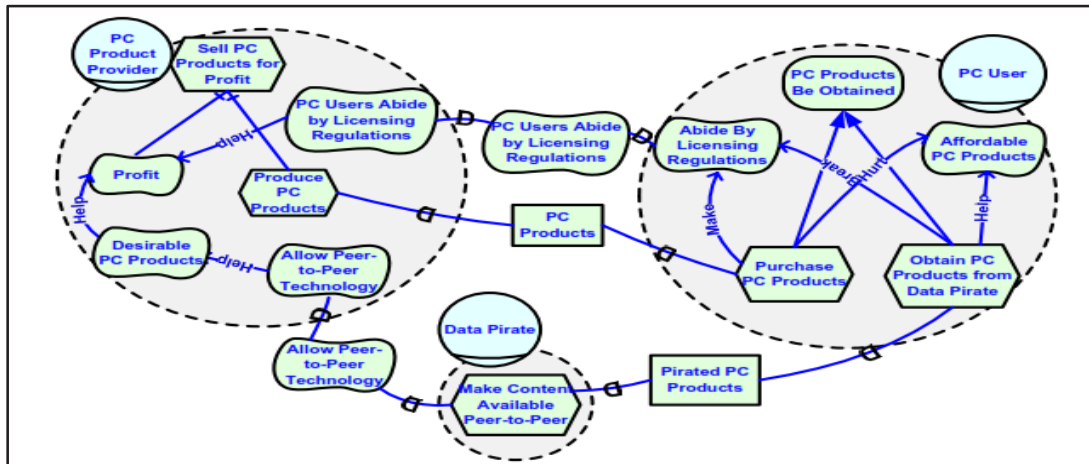 PC
Product
Provider
Sell PC
Products for
Profit
PC Users Abide
by Licensing
Regulations
Help
Profit
Produce
PC
Products
Help
Desirable
PC Products
Help
Allow Peer-
to-Peer
Technology
D
PC Users Abide
by Licensing
Regulations
D
D
PC
Products
D
PC User
PC Products
Be Obtained
Abide By
Licensing
Regulations
Affordable
PC Products
Break
Hurt
Make
Help
Purchase
PC Products
Obtain PC
Products from
Data Pirate
D
Allow Peer-
to-Peer
Technology
D
Data Pirate
Make Content
Available
Peer-to-Peer
D
Pirated PC
Products
D